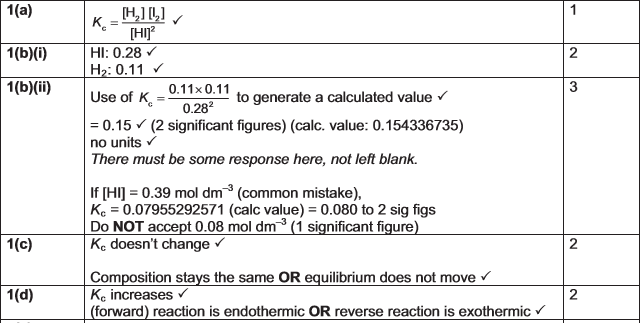 1(a) K_c = [H₂] [I₂] / [HI]² ✓ 1
1(b)(i) HI: 0.28 ✓ 2
H₂: 0.11 ✓
1(b)(ii) Use of K_c = 0.11×0.11 / 0.28² to generate a calculated value ✓ 3
= 0.15 ✓ (2 significant figures) (calc. value: 0.154336735)
no units ✓
There must be some response here, not left blank.
If [HI] = 0.39 mol dm⁻³ (common mistake),
K_c = 0.07955292571 (calc value) = 0.080 to 2 sig figs
Do NOT accept 0.08 mol dm⁻³ (1 significant figure)
1(c) K_c doesn't change ✓ 2
Composition stays the same OR equilibrium does not move ✓
1(d) K_c increases ✓ 2
(forward) reaction is endothermic OR reverse reaction is exothermic ✓